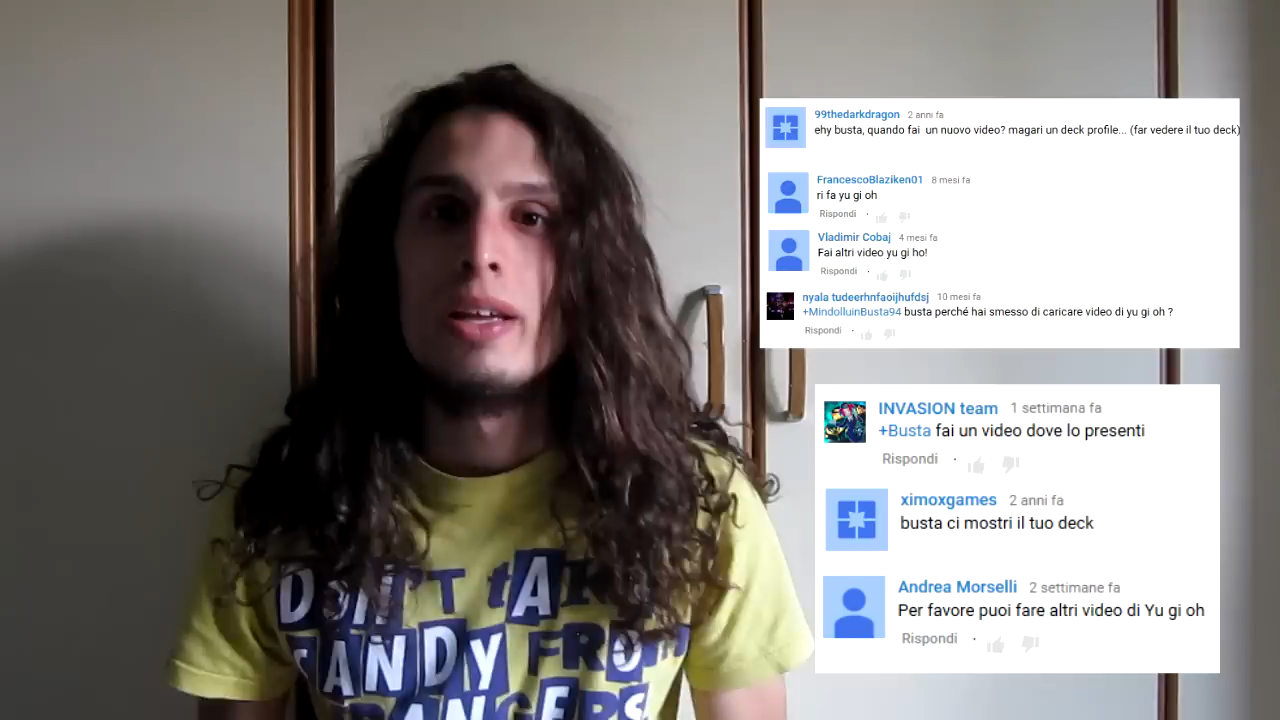 99thedarkdragon 2 anni fa
ehy busta, quando fai un nuovo video? magari un deck profile... (far vedere il tuo deck)
FrancescoBlaziken01 8 mesi fa
ri fa yu gi oh
Rispondi ·
Vladimir Cobaj 4 mesi fa
Fai altri video yu gi ho!
Rispondi ·
nyala tudeerhnfaoijhufdsj 10 mesi fa
+MindolluinBusta94 busta perché hai smesso di caricare video di yu gi oh ?
Rispondi ·
INVASION team 1 settimana fa
+Busta fai un video dove lo presenti
Rispondi ·
ximoxgames 2 anni fa
busta ci mostri il tuo deck
Andrea Morselli 2 settimane fa
Per favore puoi fare altri video di Yu gi oh
Rispondi ·
DON'T tAKE
CANDy FROM